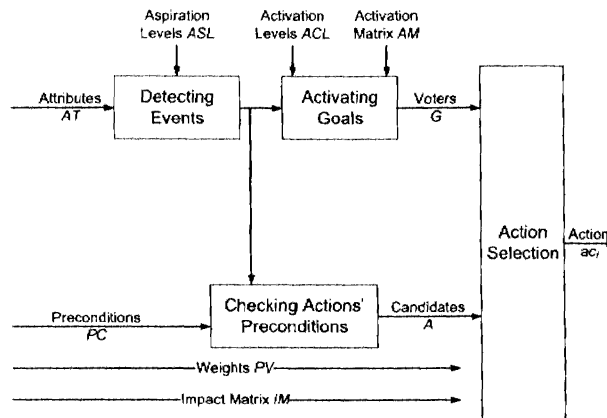 Aspiration
Levels ASL
Activation
Levels ACL
Activation
Matrix AM
Attributes
AT
Detecting
Events
Activating
Goals
Voters
G
Action
Selection
Action
ac_i
Preconditions
PC
Checking Actions'
Preconditions
Candidates
A
Weights PV
Impact Matrix IM